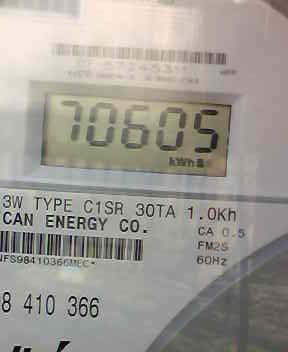 70605
kWh
3W TYPE C1SR 30TA 1.0Kh
CAN ENERGY CO.
CA 0.5
FM2S
60Hz
NFS98410366MEC*
8 410 366